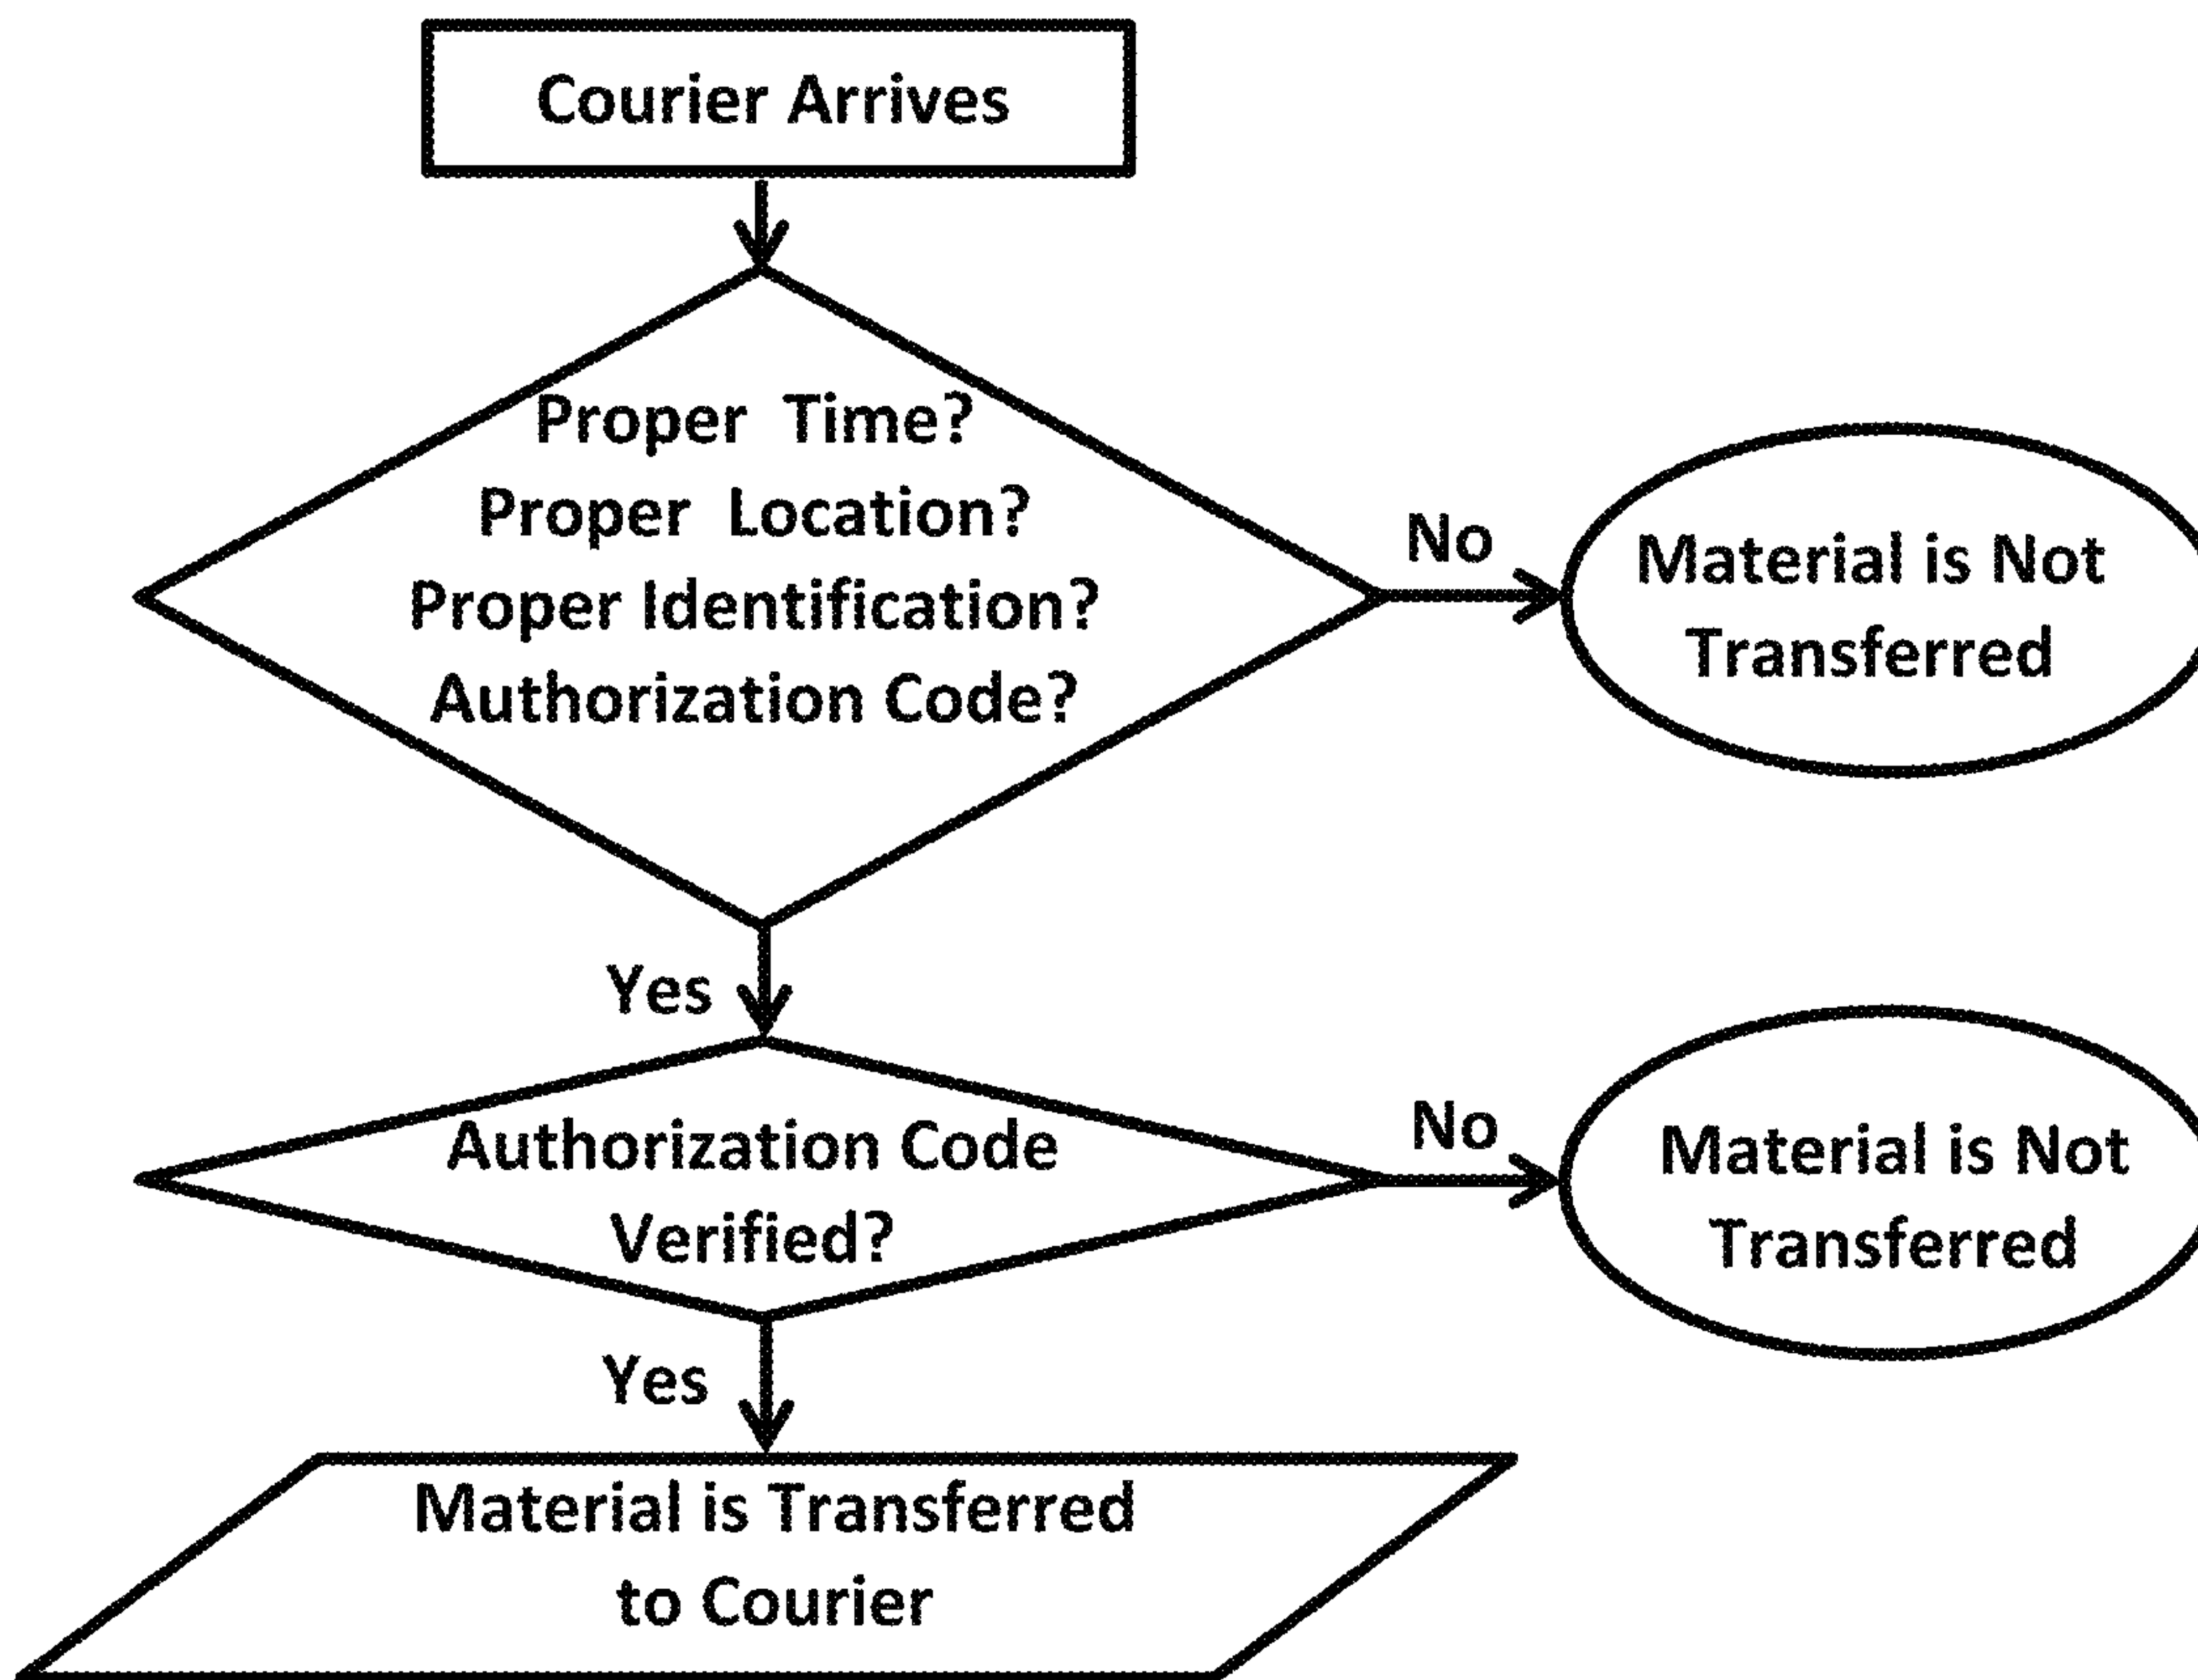 Courier Arrives
Proper Time?
Proper Location?
Proper Identification?
Authorization Code?
No
Material is Not
Transferred
Yes
Authorization Code
Verified?
No
Material is Not
Transferred
Yes
Material is Transferred
to Courier